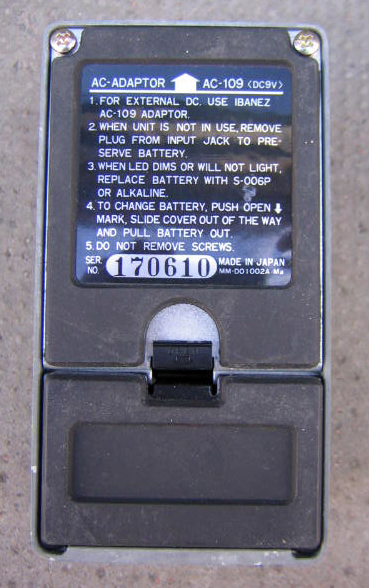 AC-ADAPTOR AC-109 <DC9V>
1. FOR EXTERNAL DC. USE IBANEZ
AC-109 ADAPTOR.
2. WHEN UNIT IS NOT IN USE, REMOVE
PLUG FROM INPUT JACK TO PRE-
SERVE BATTERY.
3. WHEN LED DIMS OR WILL NOT LIGHT,
REPLACE BATTERY WITH S-006P
OR ALKALINE.
4. TO CHANGE BATTERY, PUSH OPEN ⬇
MARK, SLIDE COVER OUT OF THE WAY
AND PULL BATTERY OUT.
5. DO NOT REMOVE SCREWS.
SER. NO. 170610 MADE IN JAPAN
MM-DO1002A-Ma